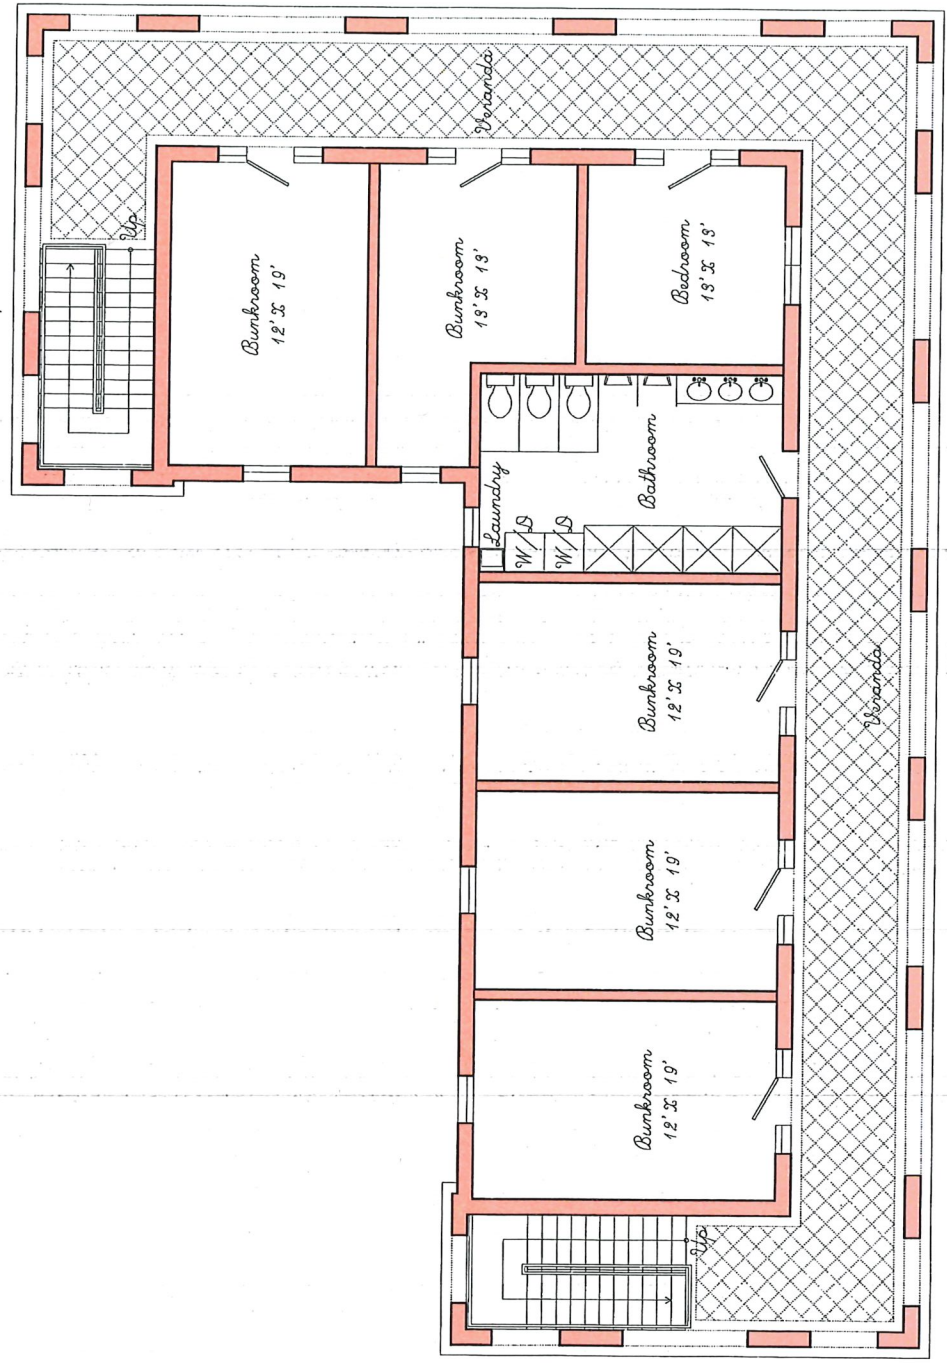 Up
Bunkroom
12' X 19'
Veranda
Bunkroom
13' X 13'
Bedroom
13' X 13'
Laundry
W/D
W/D
Bathroom
Bunkroom
12' X 19'
Bunkroom
12' X 19'
Bunkroom
12' X 19'
Up
Veranda